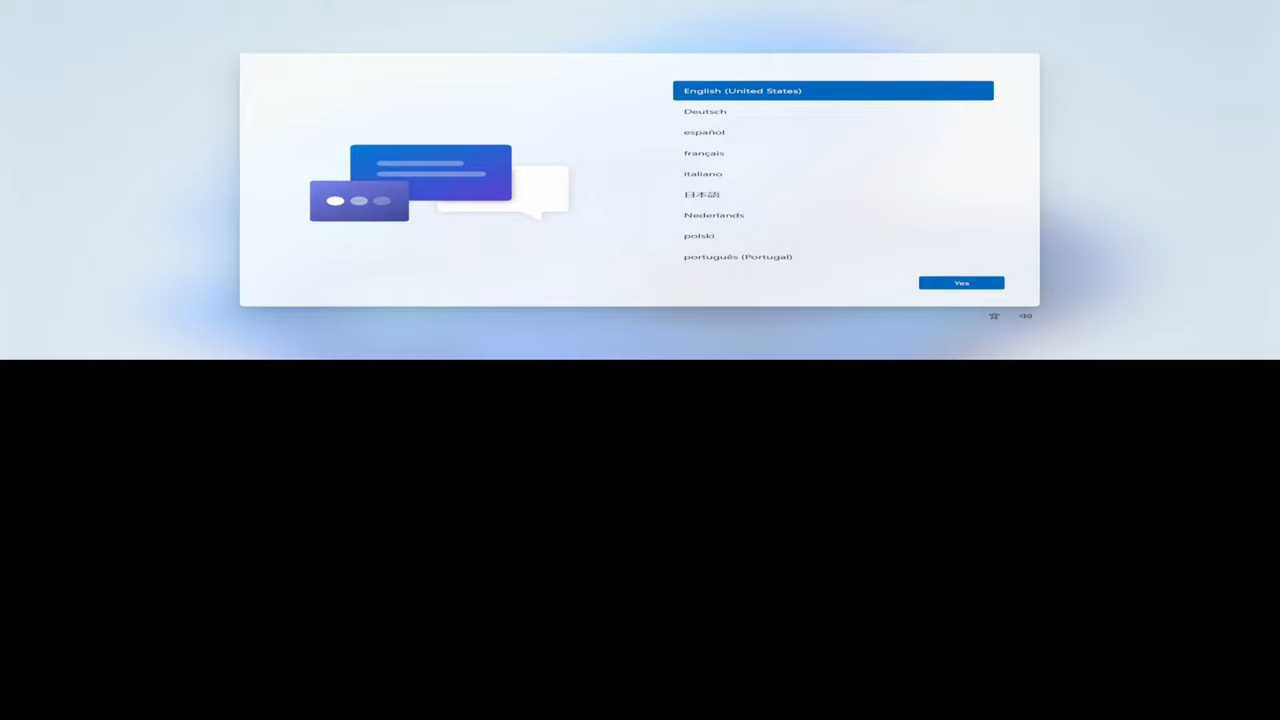 English (United States)
Deutsch
español
français
italiano
日本語
Nederlands
polski
português (Portugal)
Yes